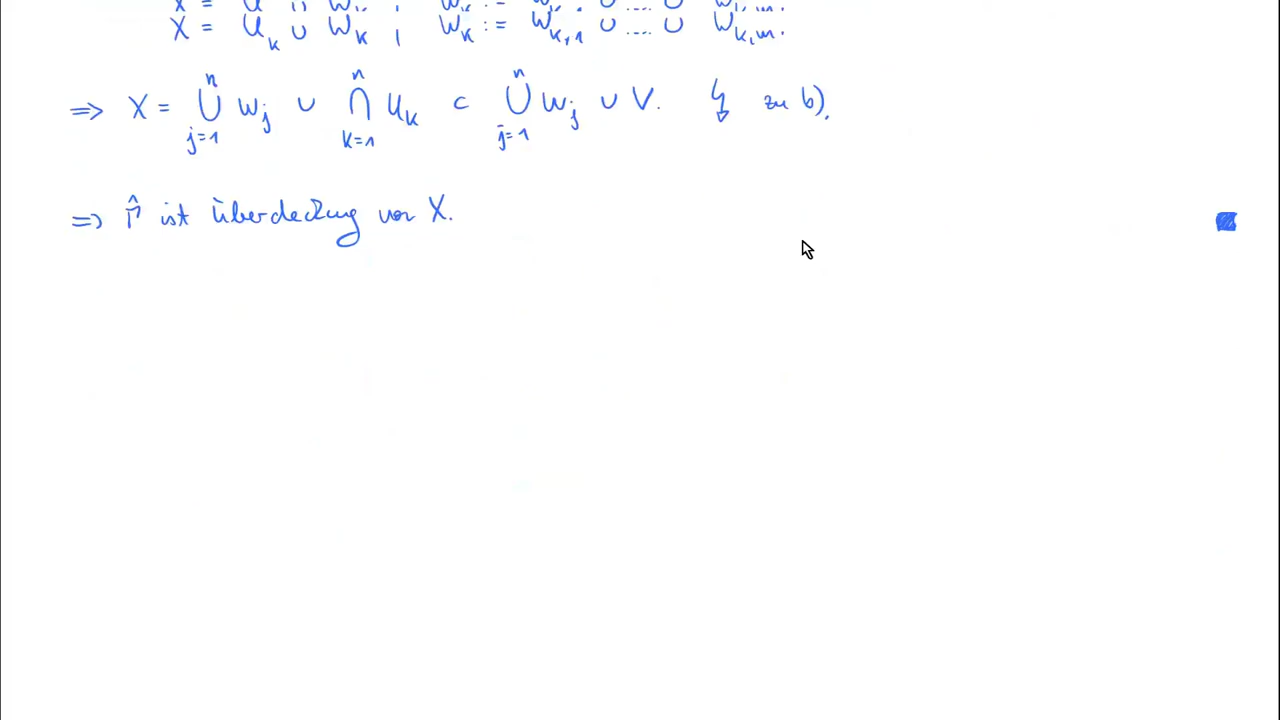 X = U_k ∪ W_k , W_k := W_{k,1} ∪ .... ∪ W_{k,m}.
⇒ X = ⋃_{j=1}^n W_j ∪ ⋂_{k=1}^n U_k ⊂ ⋃_{j=1}^n W_j ∪ V. ↯ zu b).
⇒ Γ̂ ist Überdeckung von X.